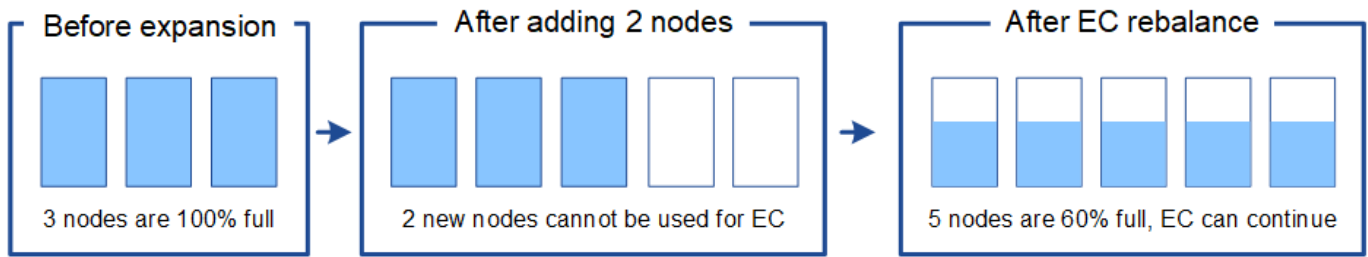 Before expansion
3 nodes are 100% full
After adding 2 nodes
2 new nodes cannot be used for EC
After EC rebalance
5 nodes are 60% full, EC can continue